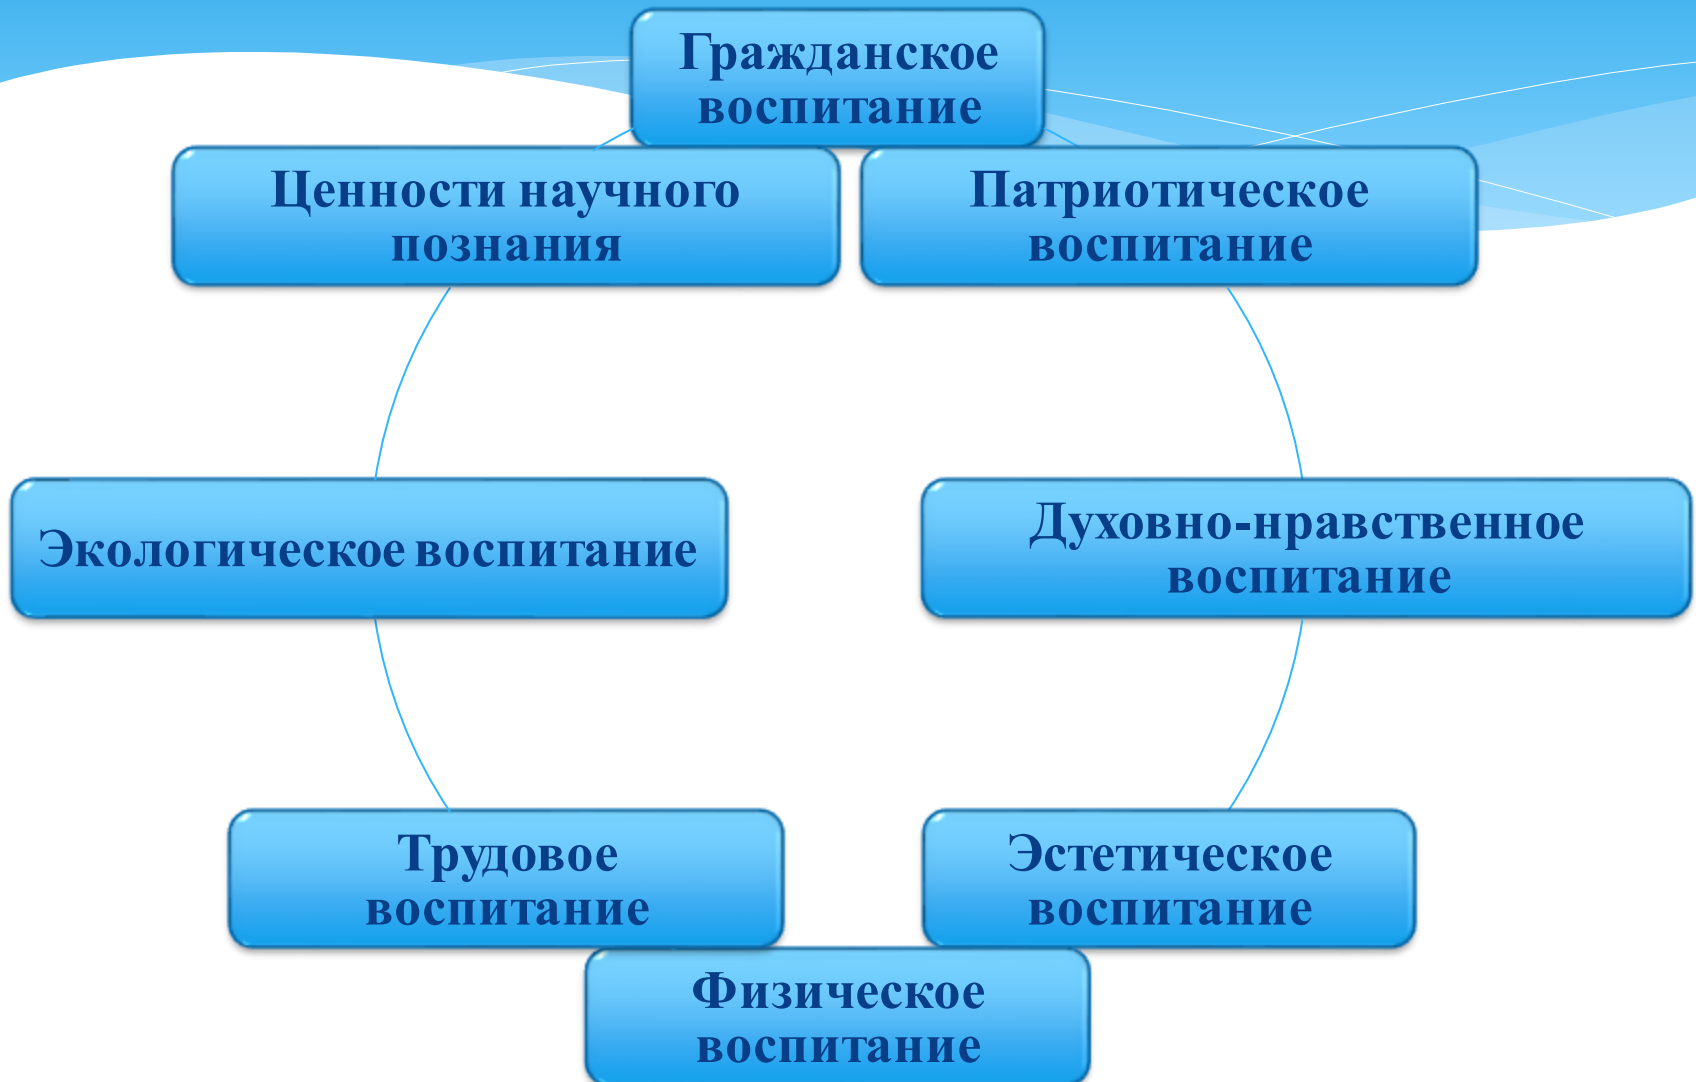 Гражданское
воспитание
Ценности научного
познания
Патриотическое
воспитание
Экологическое воспитание
Духовно-нравственное
воспитание
Трудовое
воспитание
Эстетическое
воспитание
Физическое
воспитание